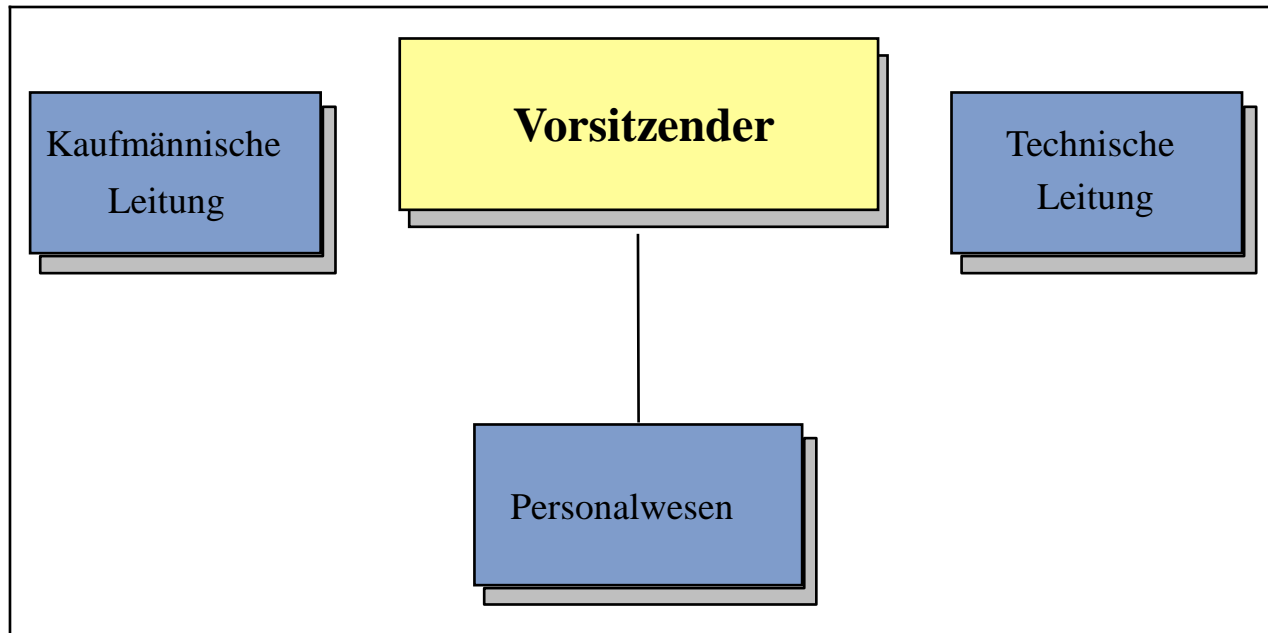 Vorsitzender
Kaufmännische
Leitung
Technische
Leitung
Personalwesen